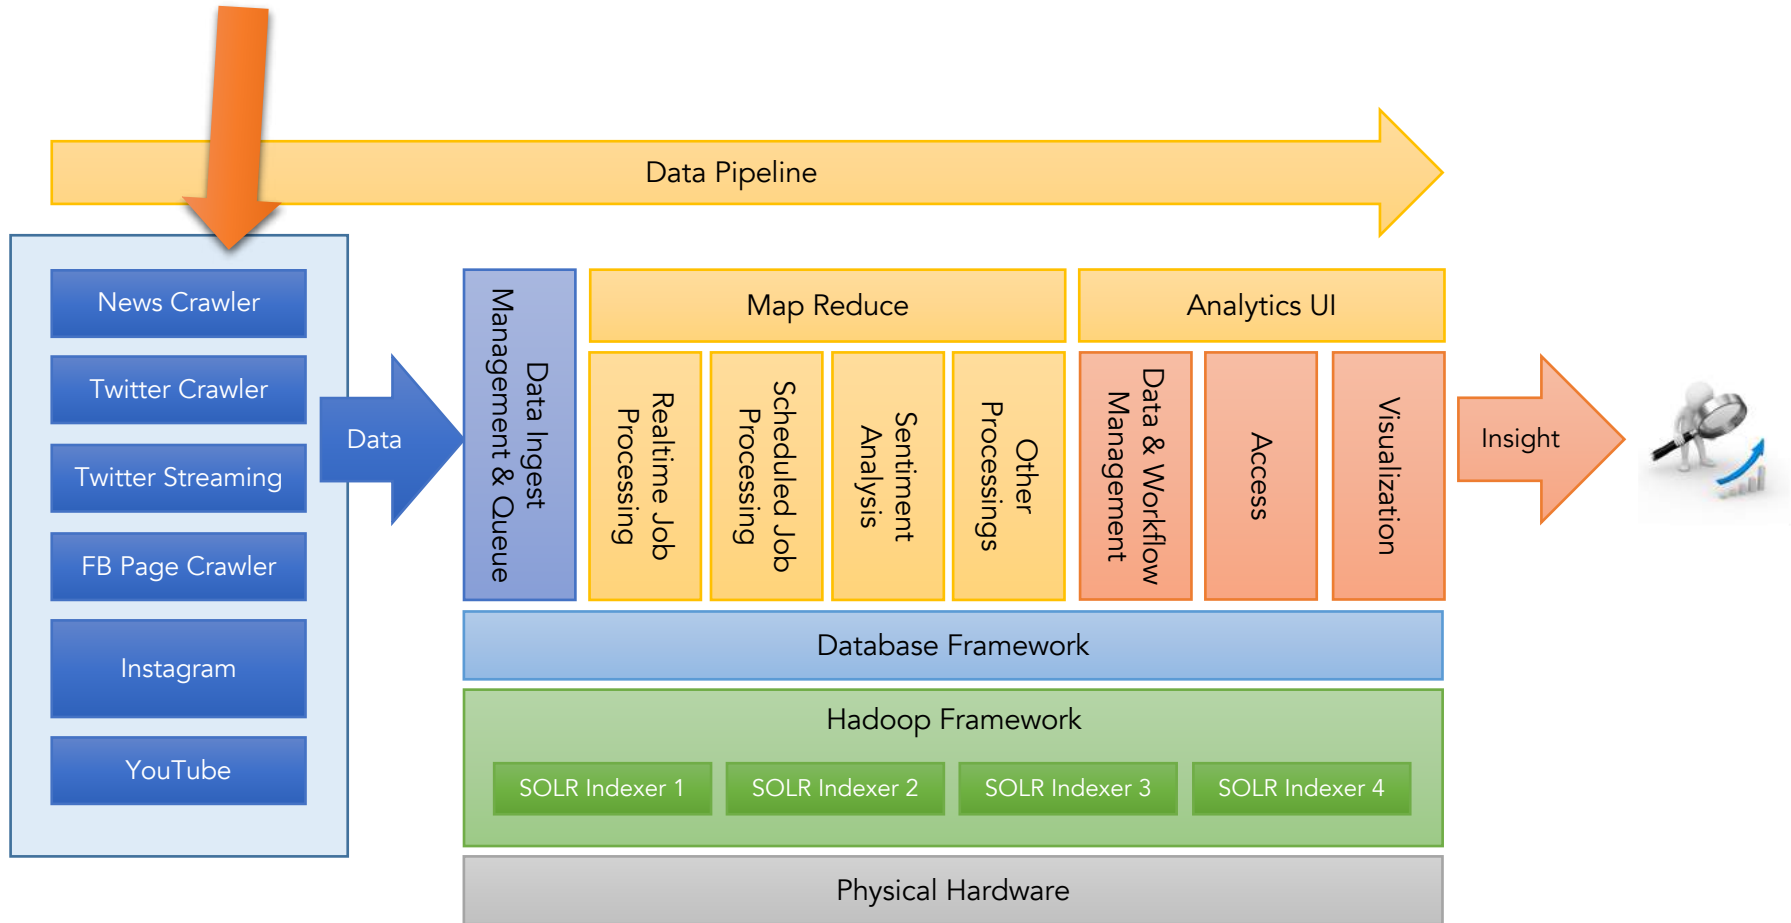 Data Pipeline
News Crawler
Twitter Crawler
Twitter Streaming
FB Page Crawler
Instagram
YouTube
Data
Data Ingest
Management & Queue
Map Reduce
Realtime Job
Processing
Scheduled Job
Processing
Sentiment
Analysis
Other
Processings
Analytics UI
Data & Workflow
Management
Access
Visualization
Insight
Database Framework
Hadoop Framework
SOLR Indexer 1
SOLR Indexer 2
SOLR Indexer 3
SOLR Indexer 4
Physical Hardware